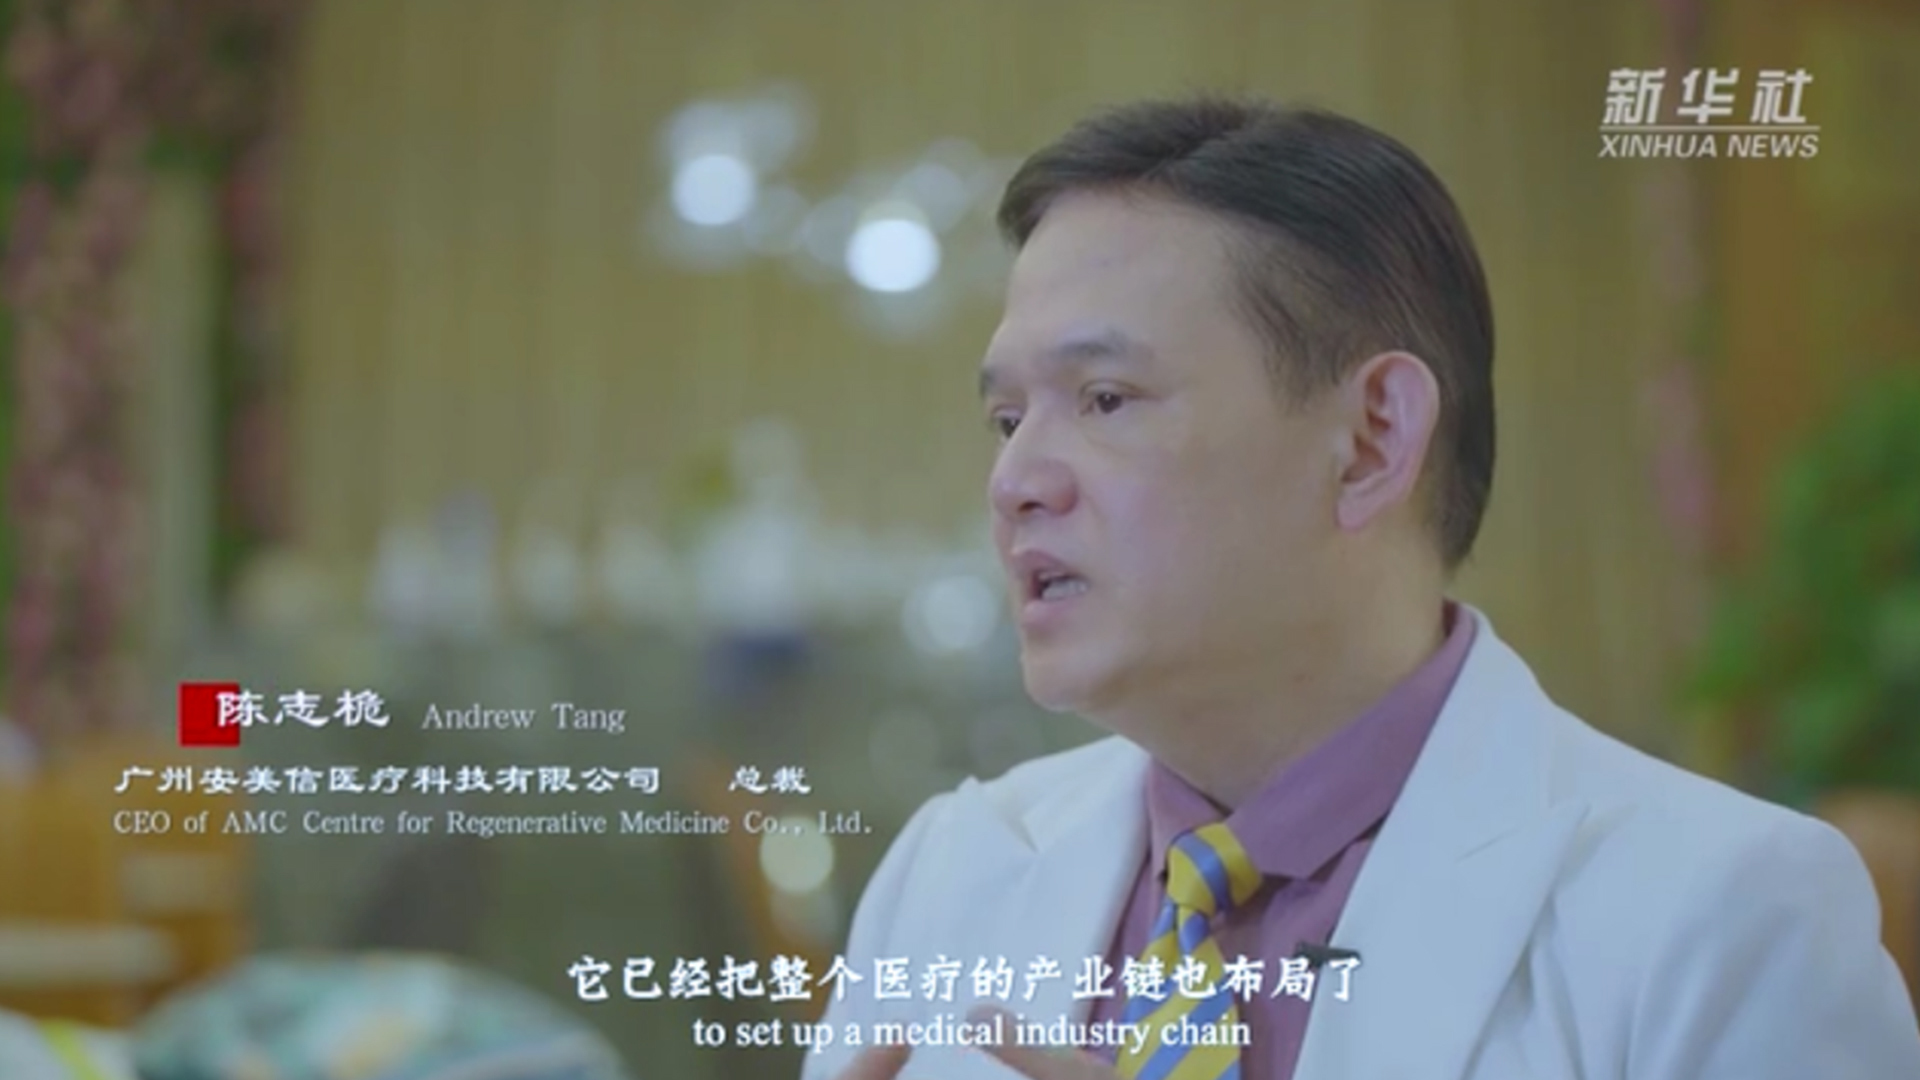 新华社
XINHUA NEWS
陈志桅 Andrew Tang
广州安美信医疗科技有限公司 总裁
CEO of AMC Centre for Regenerative Medicine Co., Ltd.
它已经把整个医疗的产业链也布局了
to set up a medical industry chain